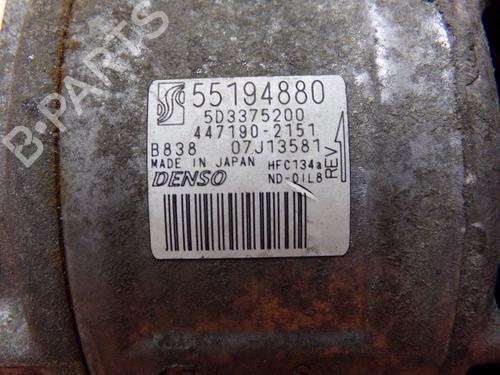 B-PARTS
55194880
5D3375200
447190-2151
B838 07J13581
MADE IN JAPAN HFC134a
DENSO ND-OIL8
REV